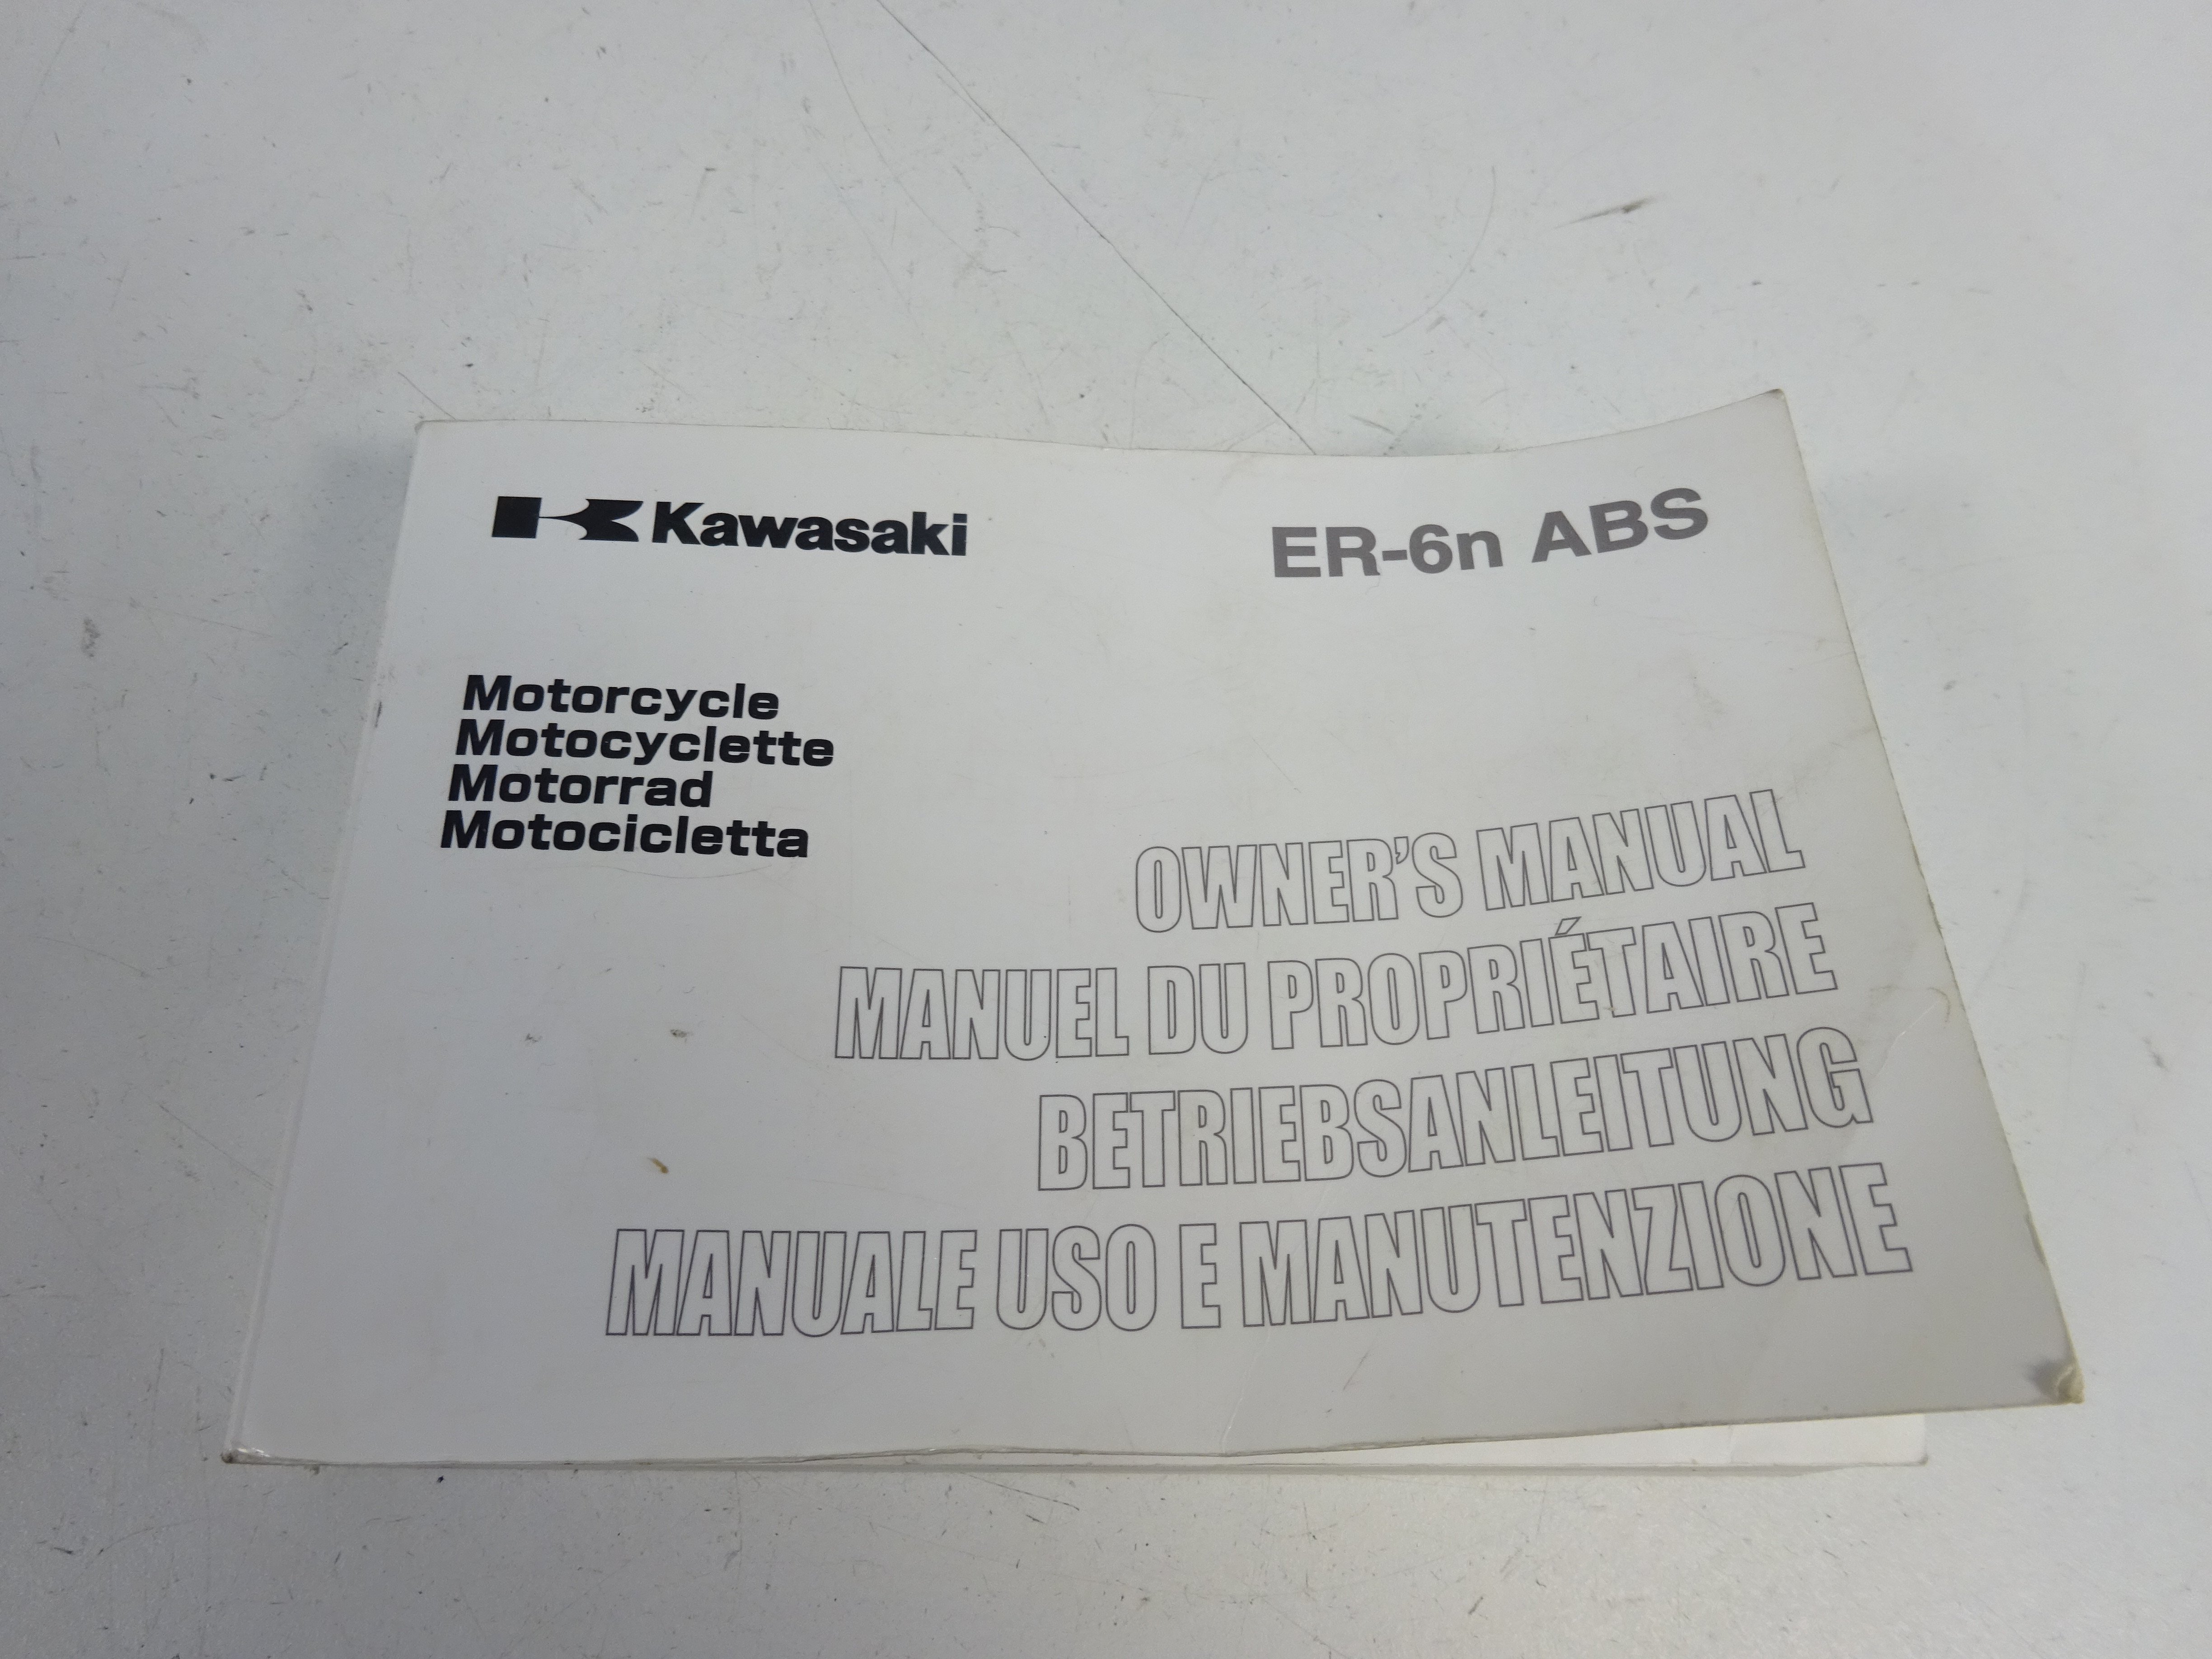 Kawasaki
ER-6n ABS
Motorcycle
Motocyclette
Motorrad
Motocicletta
OWNER'S MANUAL
MANUEL DU PROPRIÉTAIRE
BETRIEBSANLEITUNG
MANUALE USO E MANUTENZIONE